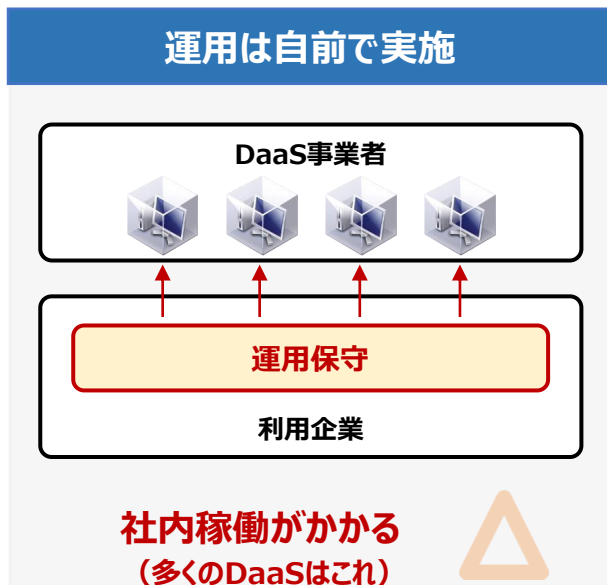 運用は自前で実施
DaaS事業者
運用保守
利用企業
社内稼働がかかる
（多くのDaaSはこれ）